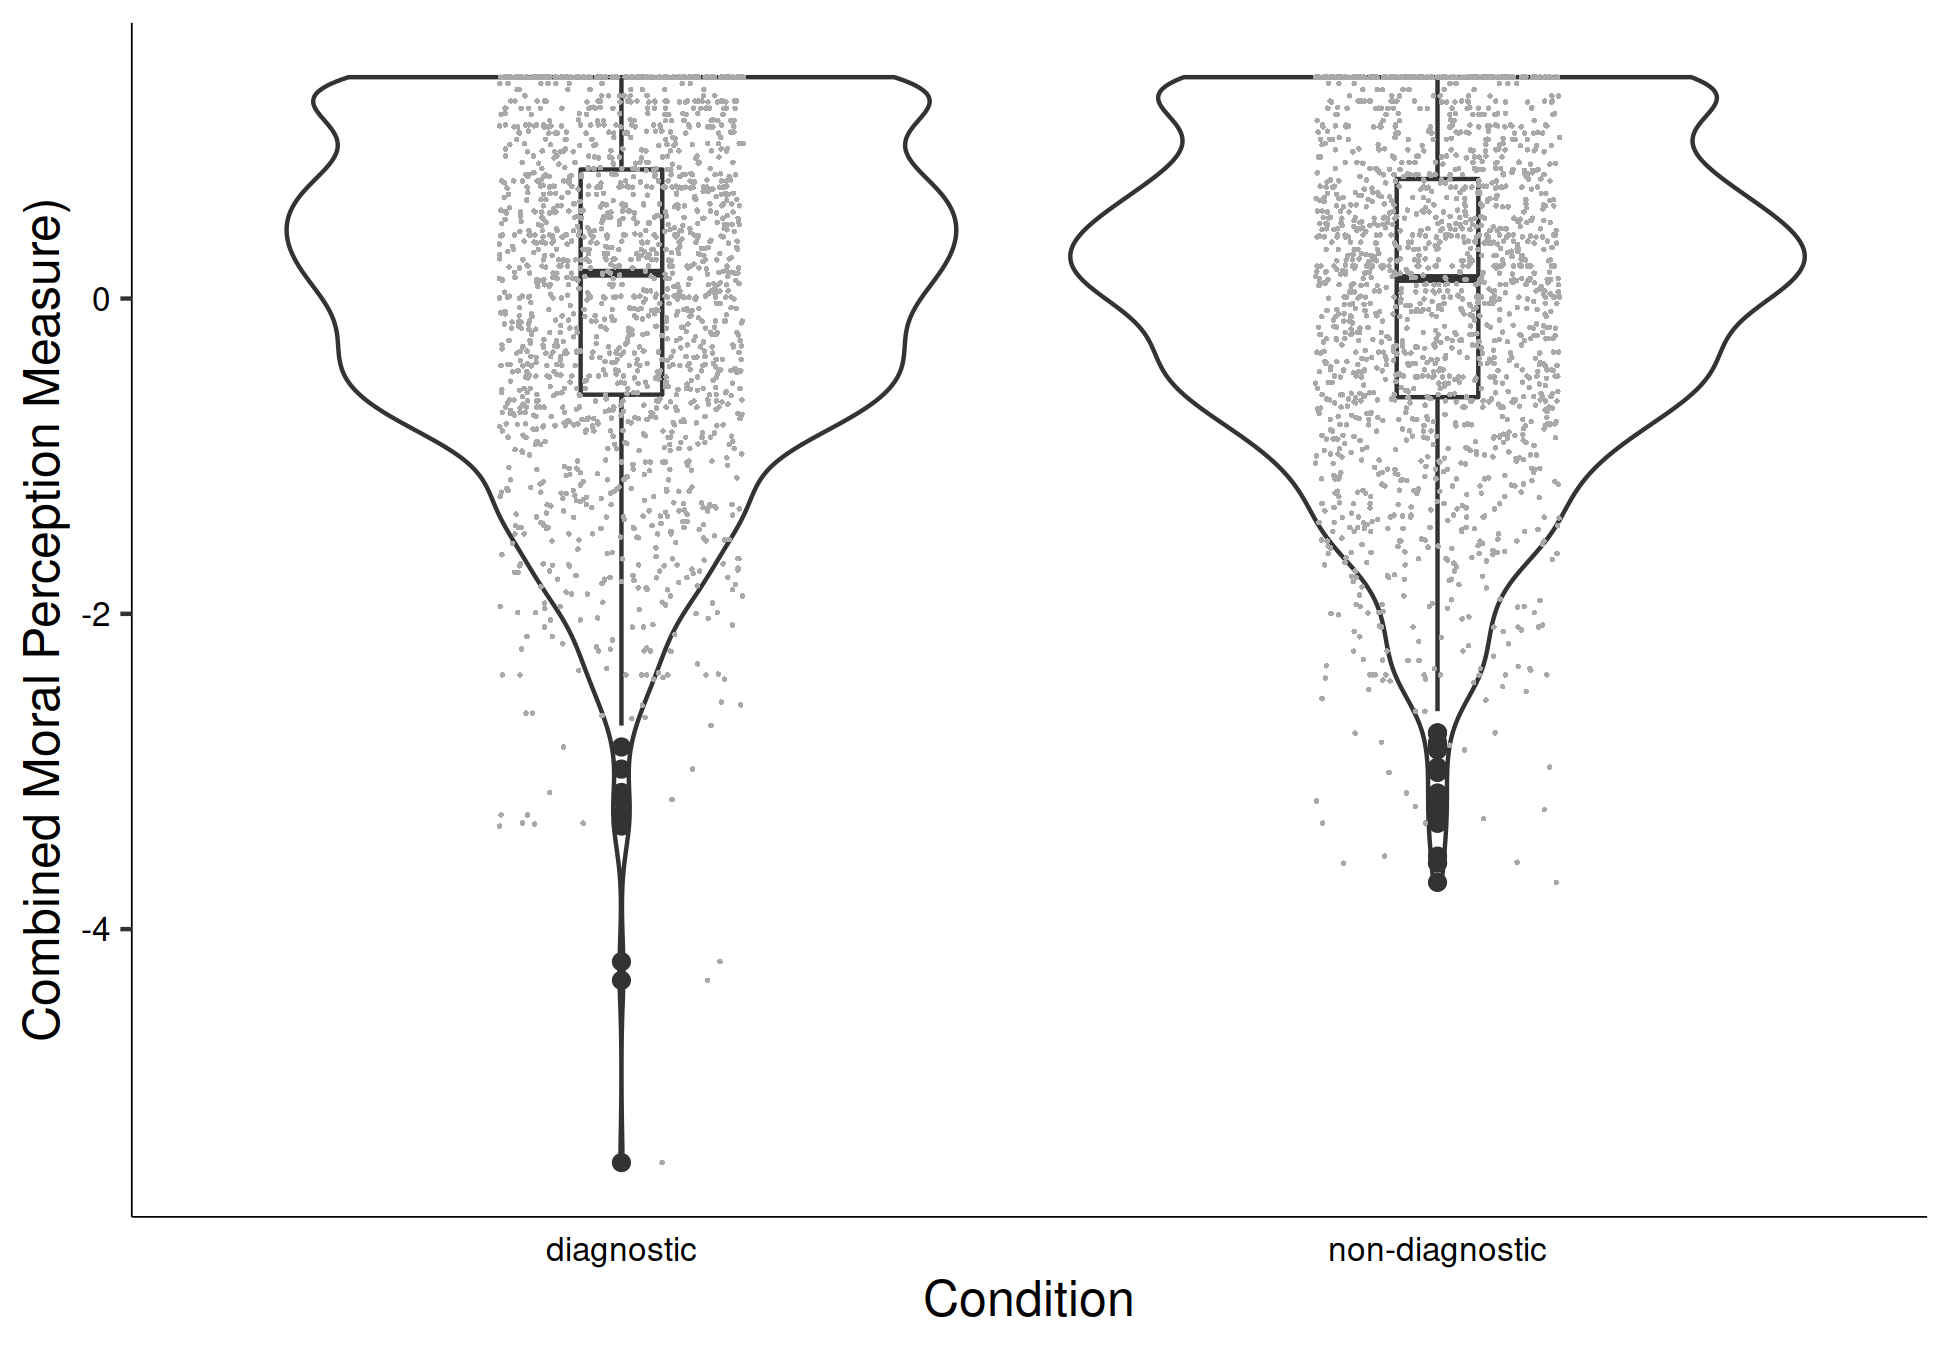 Combined Moral Perception Measure)
0
-2
-4
diagnostic
non-diagnostic
Condition